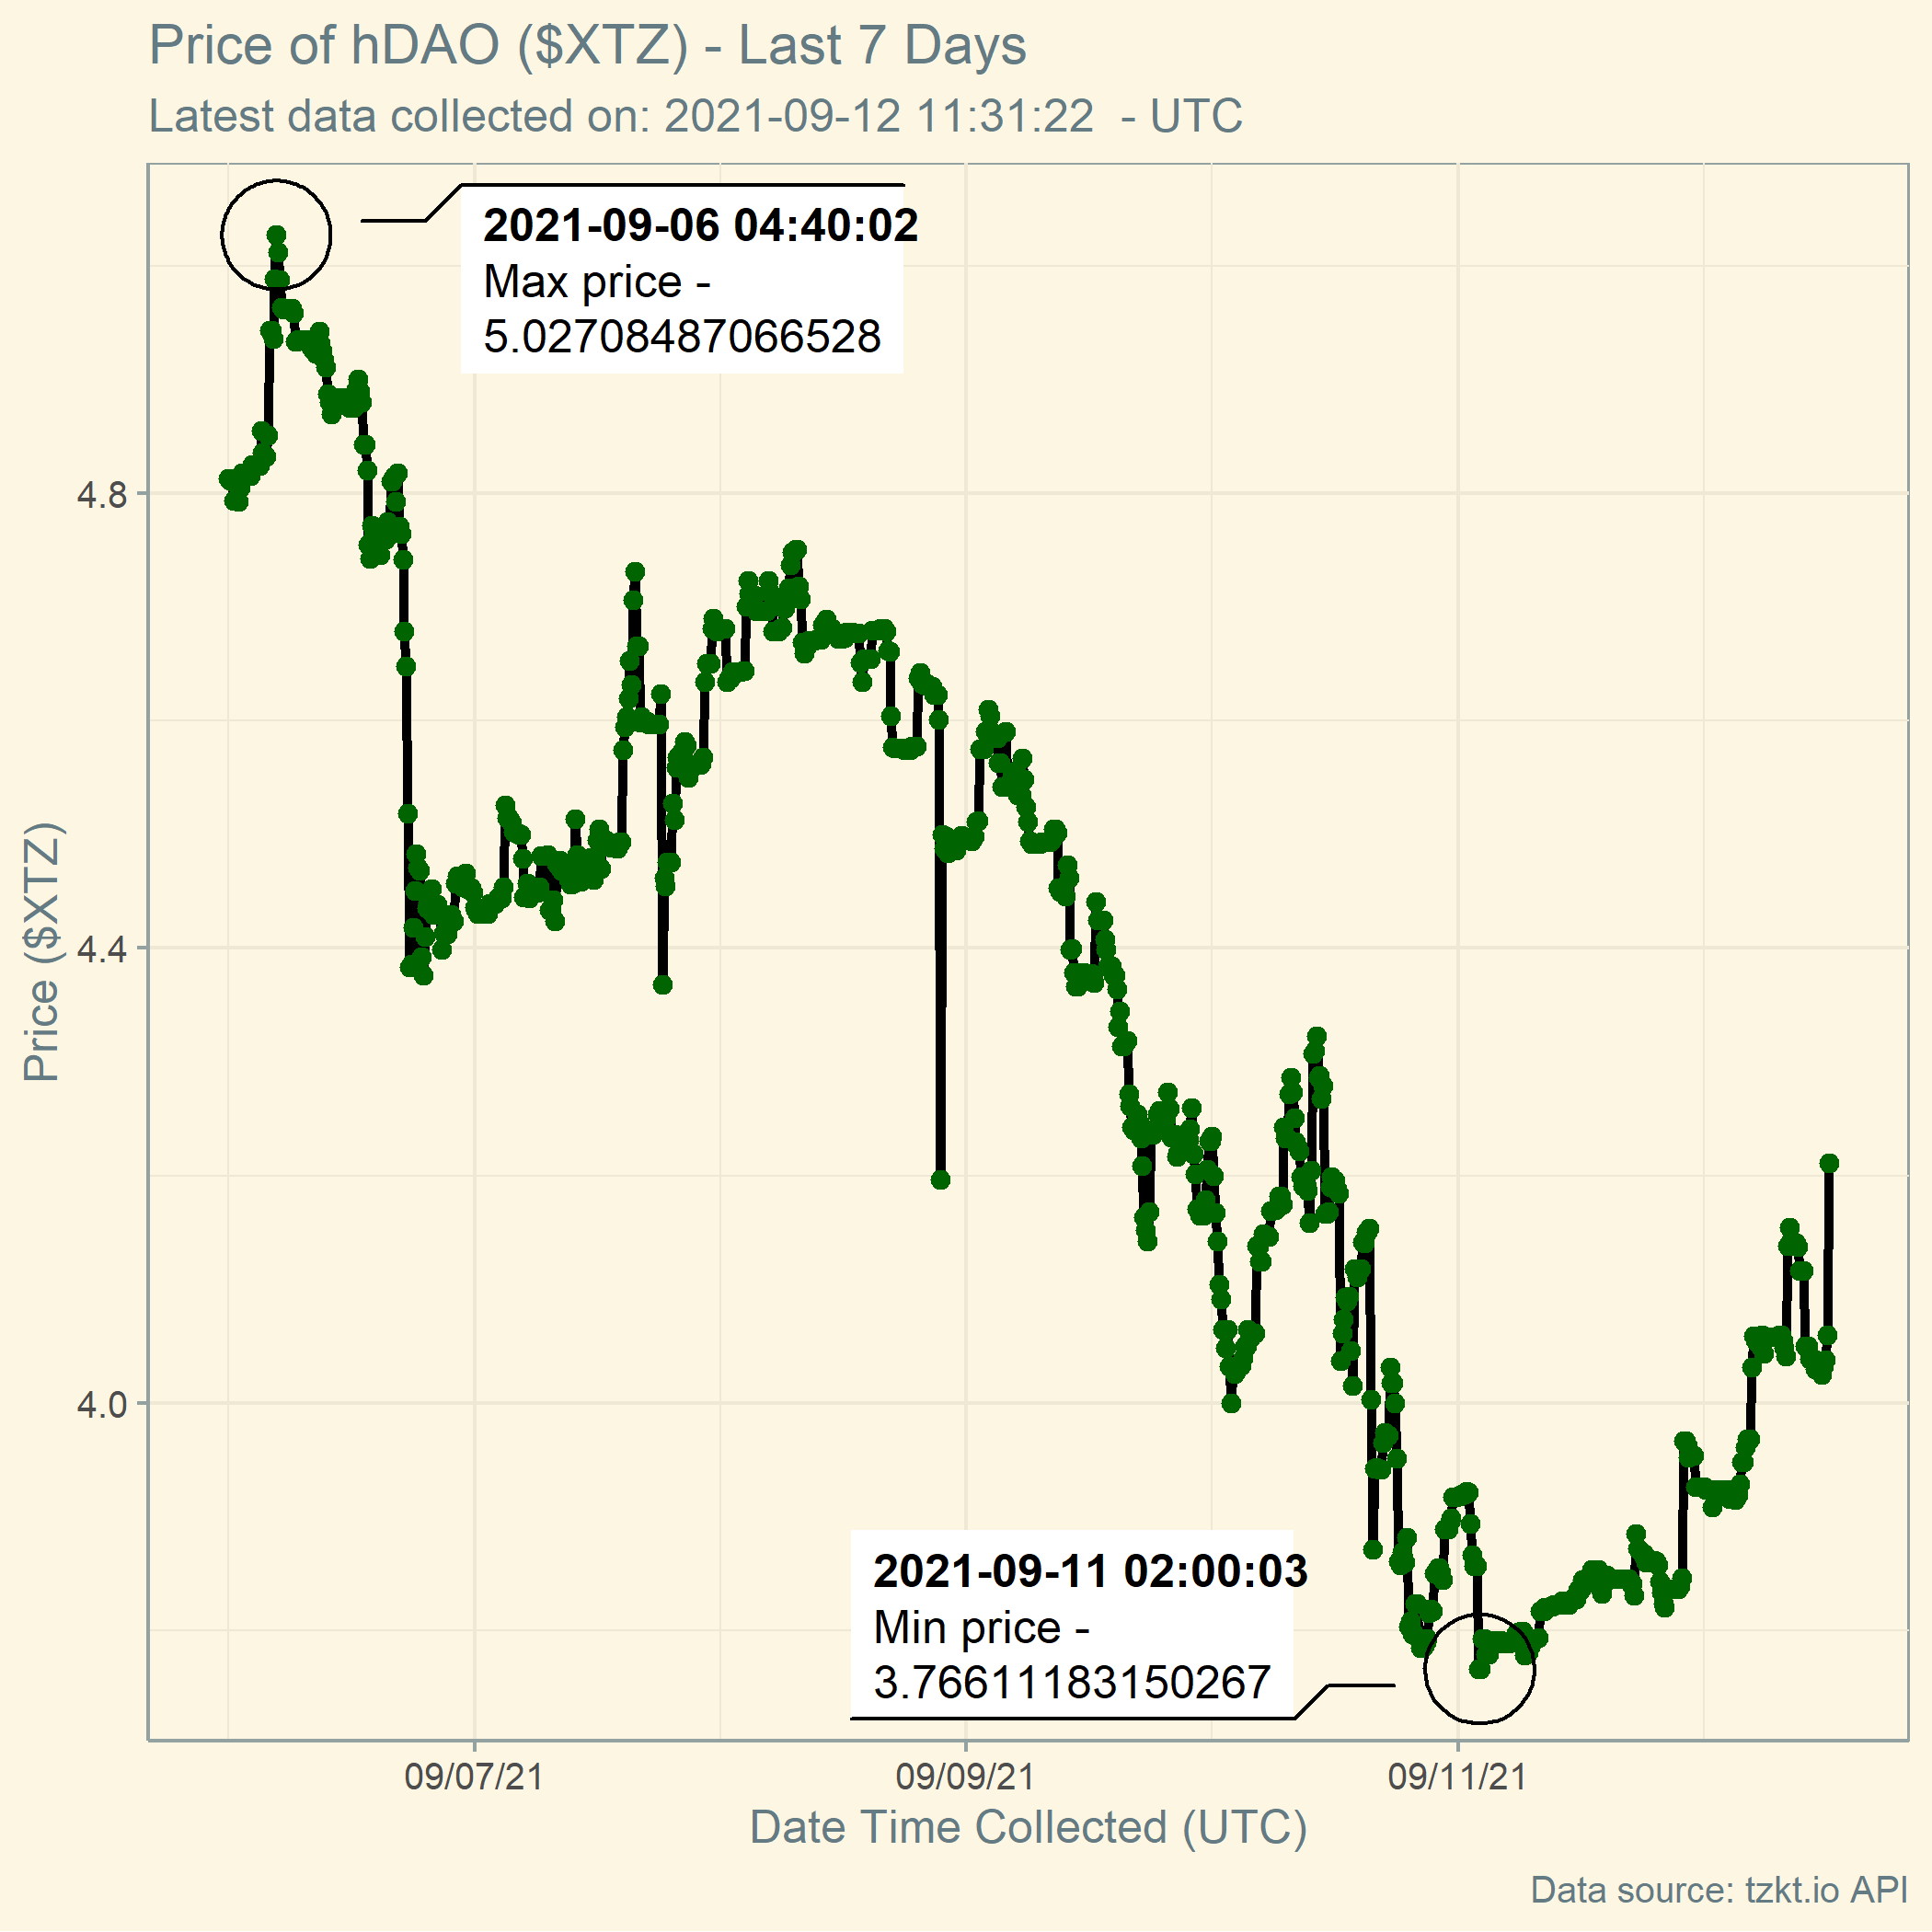 Price of hDAO ($XTZ) - Last 7 Days
Latest data collected on: 2021-09-12 11:31:22  - UTC
2021-09-06 04:40:02
Max price -
5.02708487066528
4.8
4.4
4.0
Price ($XTZ)
2021-09-11 02:00:03
Min price -
3.76611183150267
09/07/21
09/09/21
09/11/21
Date Time Collected (UTC)
Data source: tzkt.io API